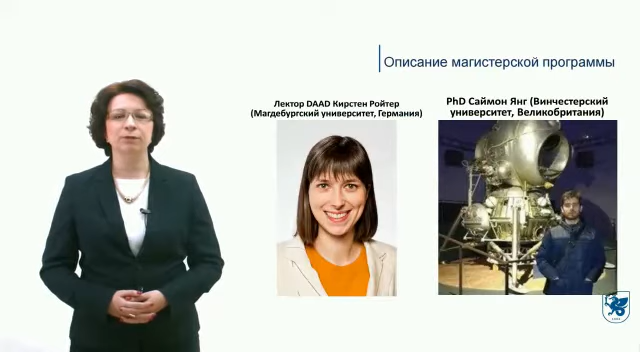 Описание магистерской программы
Лектор DAAD Кирстен Ройтер
(Магдебургский университет, Германия)
PhD Саймон Янг (Винчестерский
университет, Великобритания)